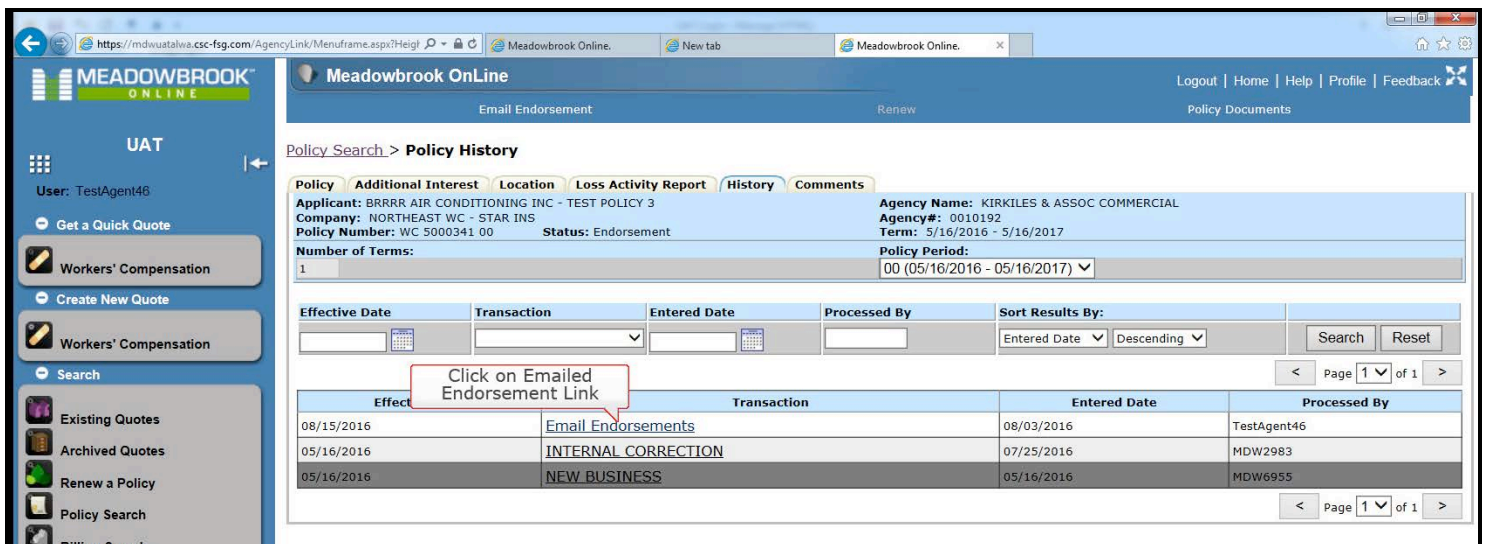 https://mdwuatalwa.csc-fsg.com/AgencyLink/Menuframe.aspx?Heigl
Meadowbrook Online.
New tab
Meadowbrook Online.
MEADOWBROOK
ONLINE
Meadowbrook OnLine
Logout | Home | Help | Profile | Feedback
Email Endorsement
Renew
Policy Documents
UAT
User: TestAgent46
Get a Quick Quote
Workers' Compensation
Create New Quote
Workers' Compensation
Search
Existing Quotes
Archived Quotes
Renew a Policy
Policy Search
Policy Search > Policy History
Policy Additional Interest Location Loss Activity Report History Comments
Applicant: BRRRR AIR CONDITIONING INC - TEST POLICY 3 Agency Name: KIRKILES & ASSOC COMMERCIAL
Company: NORTHEAST WC - STAR INS Agency#: 0010192
Policy Number: WC 5000341 00 Status: Endorsement Term: 5/16/2016 - 5/16/2017
Number of Terms: Policy Period:
1 00 (05/16/2016 - 05/16/2017)
Effective Date Transaction Entered Date Processed By Sort Results By:
Entered Date Descending Search Reset
< Page 1 of 1 >
Click on Emailed
Endorsement Link
Effect Transaction Entered Date Processed By
08/15/2016 Email Endorsements 08/03/2016 TestAgent46
05/16/2016 INTERNAL CORRECTION 07/25/2016 MDW2983
05/16/2016 NEW BUSINESS 05/16/2016 MDW6955
< Page 1 of 1 >